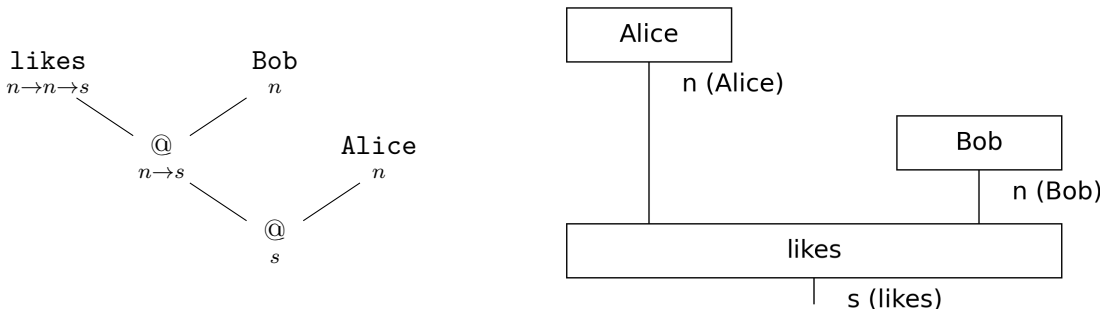 likes
n→n→s
Bob
n
@
n→s
Alice
n
@
s
Alice
n (Alice)
Bob
n (Bob)
likes
s (likes)